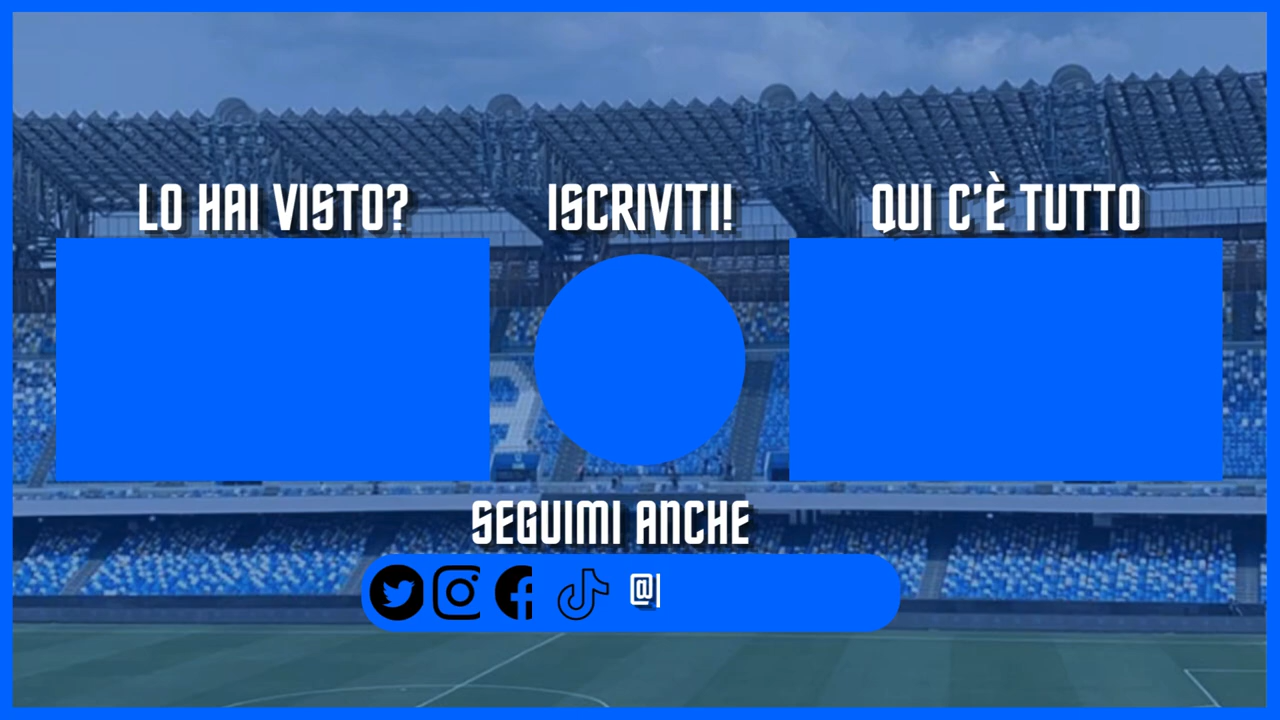 LO HAI VISTO?
ISCRIVITI!
QUI C'È TUTTO
SEGUIMI ANCHE
@|